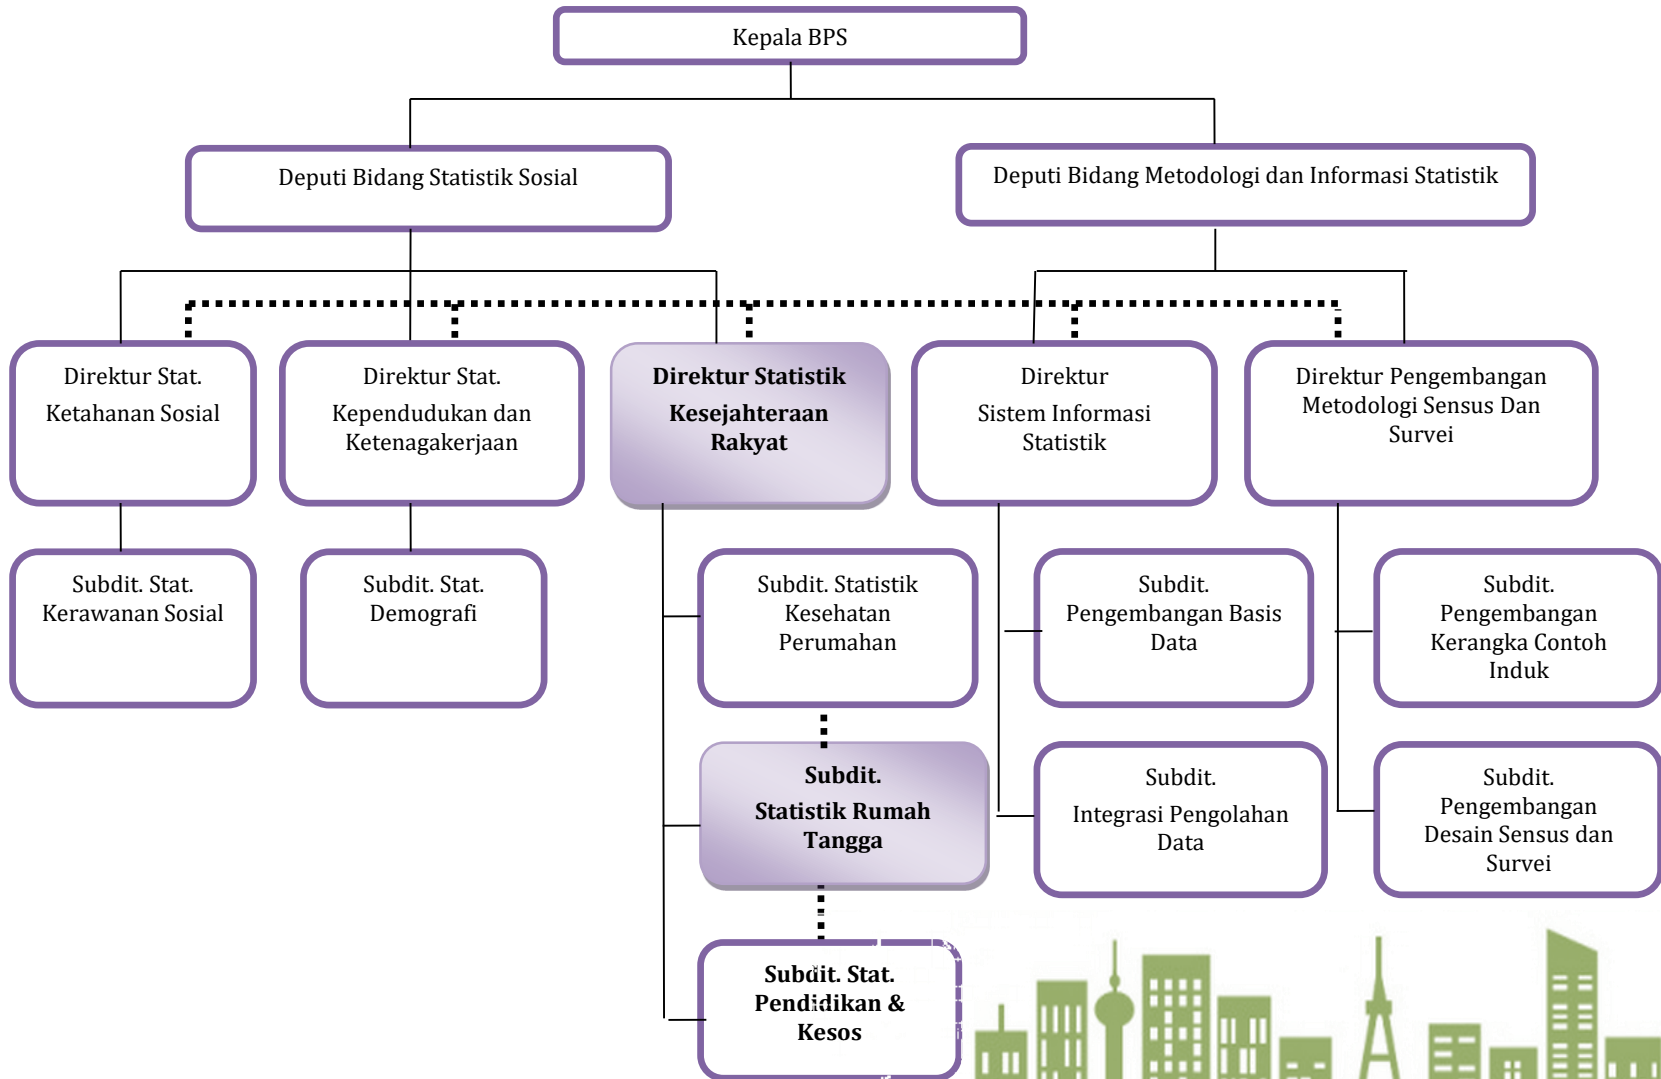 Kepala BPS
Deputi Bidang Statistik Sosial
Deputi Bidang Metodologi dan Informasi Statistik
Direktur Stat.
Ketahanan Sosial
Direktur Stat.
Kependudukan dan
Ketenagakerjaan
Direktur Statistik
Kesejahteraan
Rakyat
Direktur
Sistem Informasi
Statistik
Direktur Pengembangan
Metodologi Sensus Dan
Survei
Subdit. Stat.
Kerawanan Sosial
Subdit. Stat.
Demografi
Subdit. Statistik
Kesehatan
Perumahan
Subdit.
Pengembangan Basis
Data
Subdit.
Pengembangan
Kerangka Contoh
Induk
Subdit.
Statistik Rumah
Tangga
Subdit.
Integrasi Pengolahan
Data
Subdit.
Pengembangan
Desain Sensus dan
Survei
Subdit. Stat.
Pendidikan &
Kesos